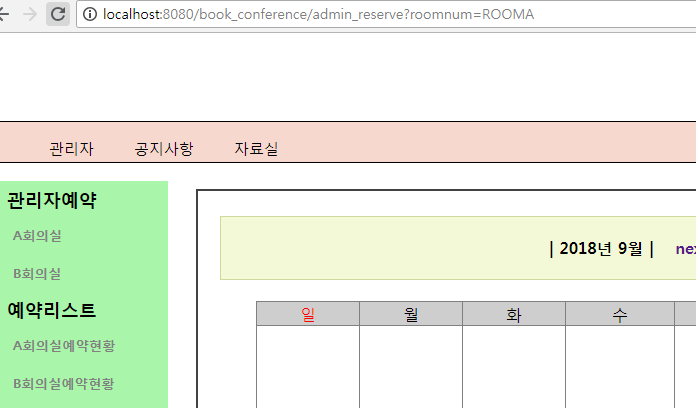 localhost:8080/book_conference/admin_reserve?roomnum=ROOMA
관리자 공지사항 자료실
관리자예약
A회의실
B회의실
예약리스트
A회의실예약현황
B회의실예약현황
| 2018년 9월 | nex
일 월 화 수